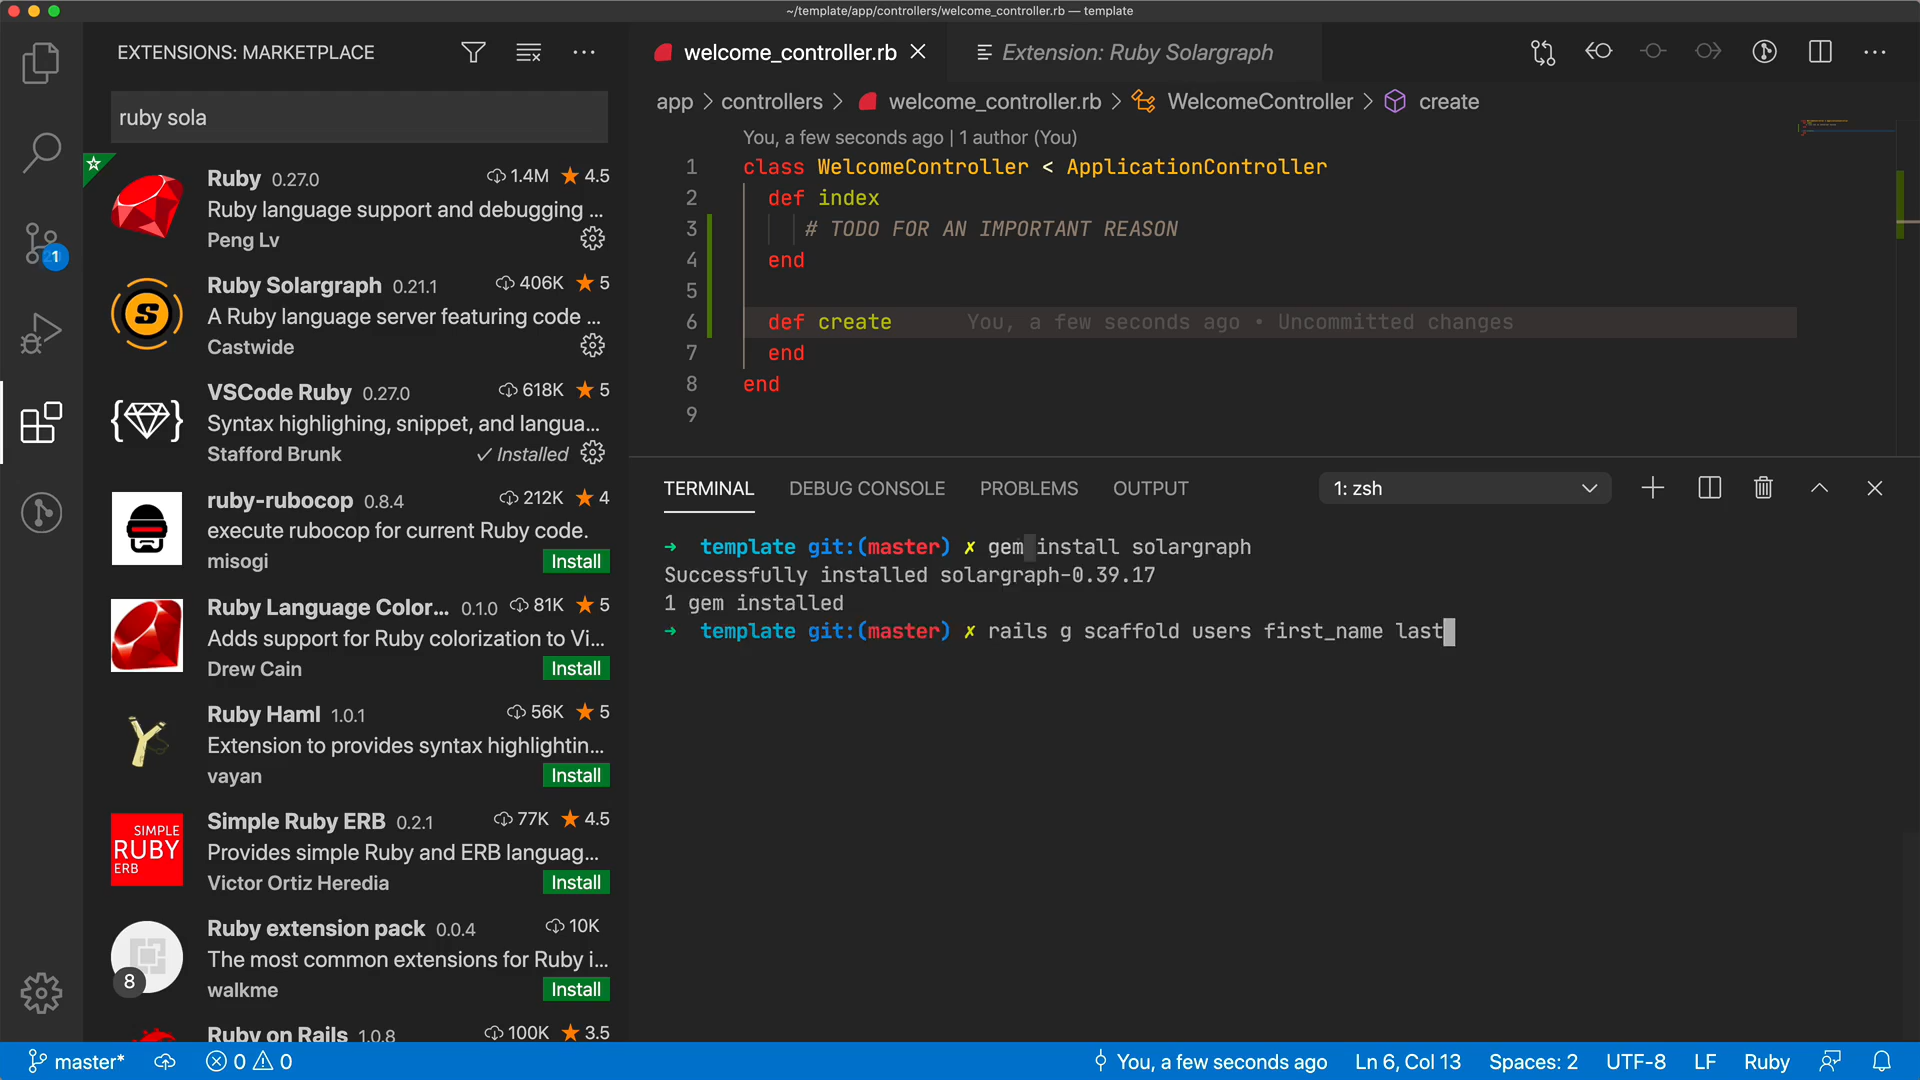 ~/template/app/controllers/welcome_controller.rb — template
EXTENSIONS: MARKETPLACE
ruby sola
Ruby 0.27.0 1.4M ★ 4.5
Ruby language support and debugging ...
Peng Lv
Ruby Solargraph 0.21.1 406K ★ 5
A Ruby language server featuring code ...
Castwide
VSCode Ruby 0.27.0 618K ★ 5
Syntax highlighing, snippet, and langua...
Stafford Brunk ✓ Installed
ruby-rubocop 0.8.4 212K ★ 4
execute rubocop for current Ruby code.
misogi Install
Ruby Language Color... 0.1.0 81K ★ 5
Adds support for Ruby colorization to Vi...
Drew Cain Install
Ruby Haml 1.0.1 56K ★ 5
Extension to provides syntax highlightin...
vayan Install
SIMPLE
RUBY
ERB
Simple Ruby ERB 0.2.1 77K ★ 4.5
Provides simple Ruby and ERB languag...
Victor Ortiz Heredia Install
8
Ruby extension pack 0.0.4 10K
The most common extensions for Ruby i...
walkme Install
Ruby on Rails 1.0.8 100K ★ 3.5
1
welcome_controller.rb Extension: Ruby Solargraph
app > controllers > welcome_controller.rb > WelcomeController > create
You, a few seconds ago | 1 author (You)
1 class WelcomeController < ApplicationController
2 def index
3 # TODO FOR AN IMPORTANT REASON
4 end
5
6 def create You, a few seconds ago • Uncommitted changes
7 end
8 end
9
TERMINAL DEBUG CONSOLE PROBLEMS OUTPUT 1: zsh
→ template git:(master) ✗ gem install solargraph
Successfully installed solargraph-0.39.17
1 gem installed
→ template git:(master) ✗ rails g scaffold users first_name last
master* 0 0 You, a few seconds ago Ln 6, Col 13 Spaces: 2 UTF-8 LF Ruby